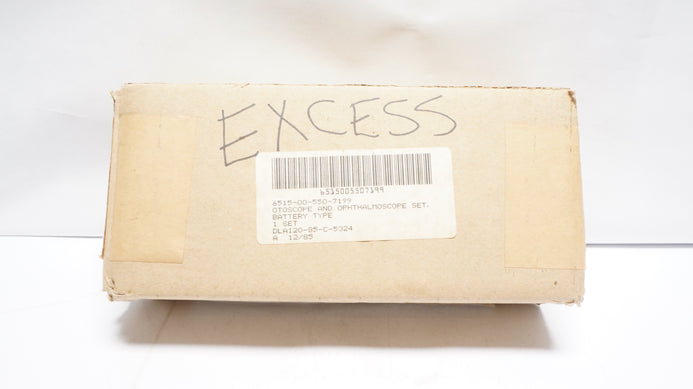 EXCESS
6515005507199
6515-00-550-7199
OTOSCOPE AND OPHTHALMOSCOPE SET,
BATTERY TYPE
1 SET
DLA120-85-C-5324
A 12/85